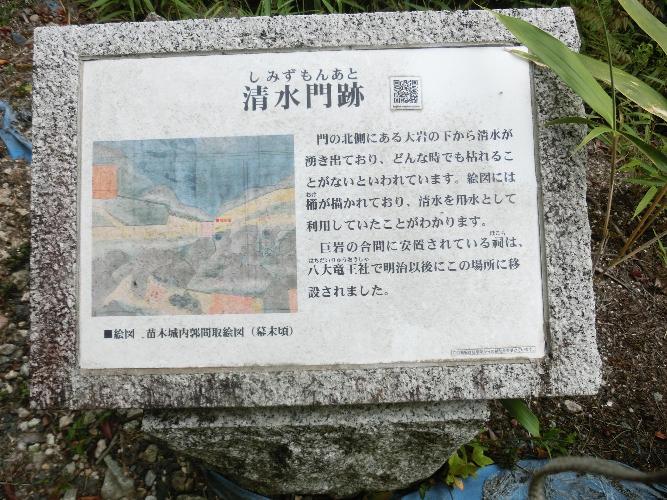 しみずもんあと
清水門跡
門の北側にある大岩の下から清水が
湧き出ており、どんな時でも枯れるこ
とがないといわれています。絵図には
おけ
桶が描かれており、清水を用水として
利用していたことがわかります。
ほこら
巨岩の合間に安置されている祠は、
はちだいりゅうおうしゃ
八大竜王社で明治以後にこの場所に移
設されました。
■絵図 苗木城内郭間取絵図（幕末頃）